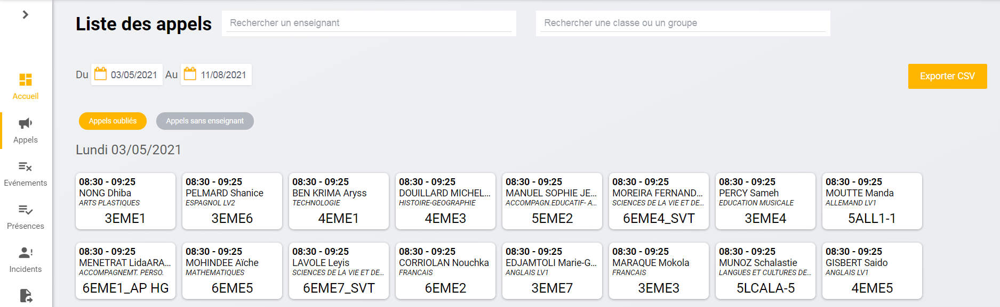 Liste des appels
Rechercher un enseignant
Rechercher une classe ou un groupe
Du 03/05/2021 Au 11/08/2021
Exporter CSV
Accueil
Appels
Evénements
Présences
Incidents
Appels oubliés
Appels sans enseignant
Lundi 03/05/2021
08:30 - 09:25
NONG Dhiba
ARTS PLASTIQUES
3EME1
08:30 - 09:25
PELMARD Shanice
ESPAGNOL LV2
3EME6
08:30 - 09:25
BEN KRIMA Aryss
TECHNOLOGIE
4EME1
08:30 - 09:25
DOUILLARD MICHEL...
HISTOIRE-GEOGRAPHIE
4EME3
08:30 - 09:25
MANUEL SOPHIE JE...
ACCOMPAGN.EDUCATIF- A...
5EME2
08:30 - 09:25
MOREIRA FERNAND...
SCIENCES DE LA VIE ET DE...
6EME4_SVT
08:30 - 09:25
PERCY Sameh
EDUCATION MUSICALE
3EME4
08:30 - 09:25
MOUTTE Manda
ALLEMAND LV1
5ALL1-1
08:30 - 09:25
MENETRAT LidaARA...
ACCOMPAGNEMT. PERSO.
6EME1_AP HG
08:30 - 09:25
MOHINDEE Aïche
MATHEMATIQUES
6EME5
08:30 - 09:25
LAVOLE Leyis
SCIENCES DE LA VIE ET DE...
6EME7_SVT
08:30 - 09:25
CORRIOLAN Nouchka
FRANCAIS
6EME2
08:30 - 09:25
EDJAMTOLI Marie-G...
ANGLAIS LV1
3EME7
08:30 - 09:25
MARAQUE Mokola
FRANCAIS
3EME3
08:30 - 09:25
MUNOZ Schalastie
LANGUES ET CULTURES DE...
5LCALA-5
08:30 - 09:25
GISBERT Saido
ANGLAIS LV1
4EME5